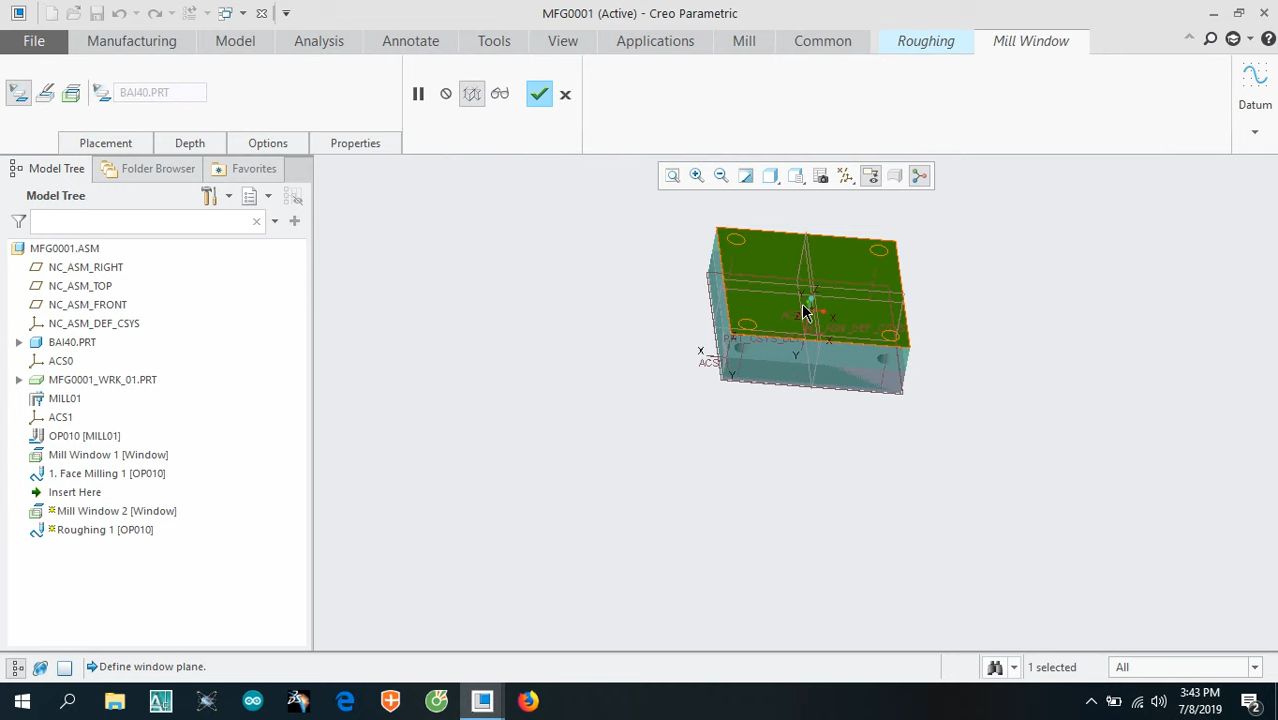 MFG0001 (Active) - Creo Parametric
File Manufacturing Model Analysis Annotate Tools View Applications Mill Common Roughing Mill Window
BAI40.PRT
Datum
Placement Depth Options Properties
Model Tree Folder Browser Favorites
Model Tree
MFG0001.ASM
NC_ASM_RIGHT
NC_ASM_TOP
NC_ASM_FRONT
NC_ASM_DEF_CSYS
BAI40.PRT
ACS0
MFG0001_WRK_01.PRT
MILL01
ACS1
OP010 [MILL01]
Mill Window 1 [Window]
1. Face Milling 1 [OP010]
Insert Here
Mill Window 2 [Window]
Roughing 1 [OP010]
Z
X
X
X
Y
Y
Define window plane.
1 selected
All
3:43 PM
7/8/2019
2